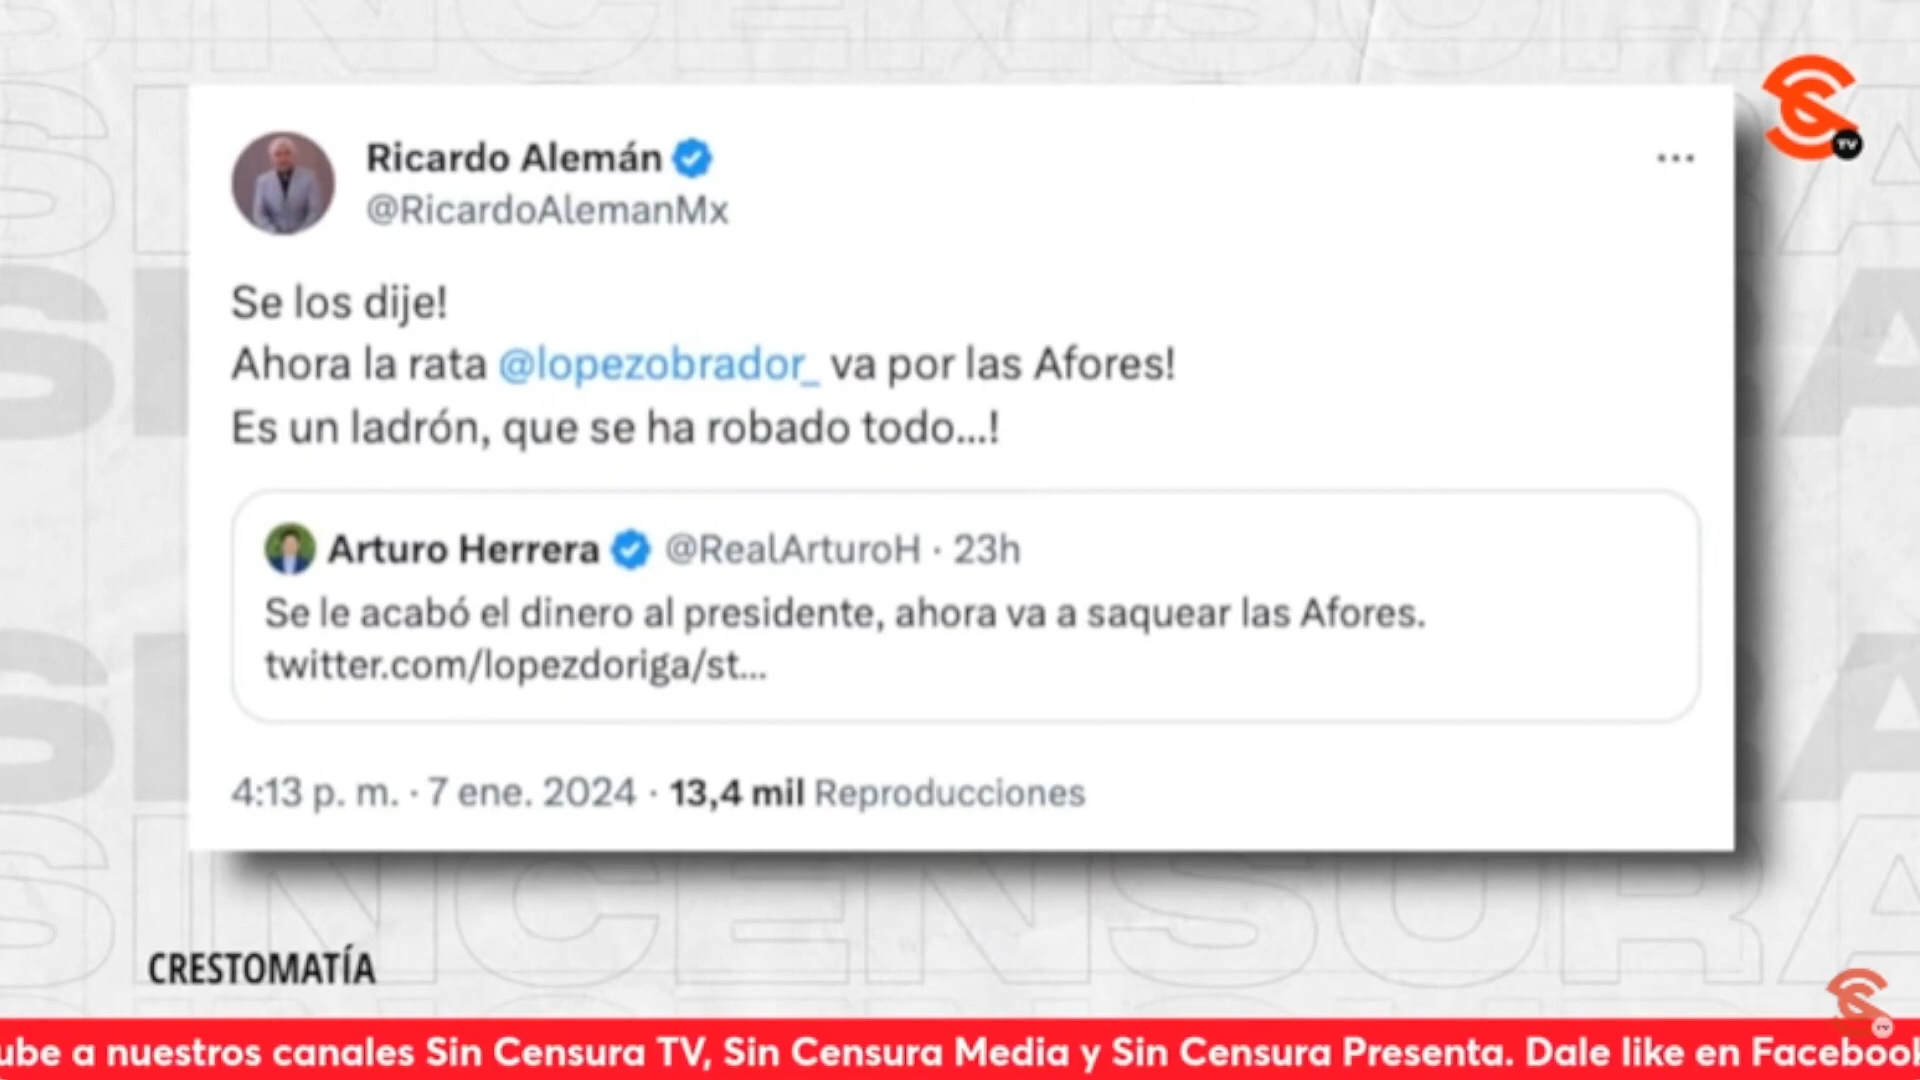 Ricardo Alemán
@RicardoAlemanMx
Se los dije!
Ahora la rata @lopezobrador_ va por las Afores!
Es un ladrón, que se ha robado todo...!
Arturo Herrera @RealArturoH · 23h
Se le acabó el dinero al presidente, ahora va a saquear las Afores.
twitter.com/lopezdoriga/st...
4:13 p. m. · 7 ene. 2024 · 13,4 mil Reproducciones
TV
SINCENSURA
CRESTOMATÍA
ube a nuestros canales Sin Censura TV, Sin Censura Media y Sin Censura Presenta. Dale like en Facebook